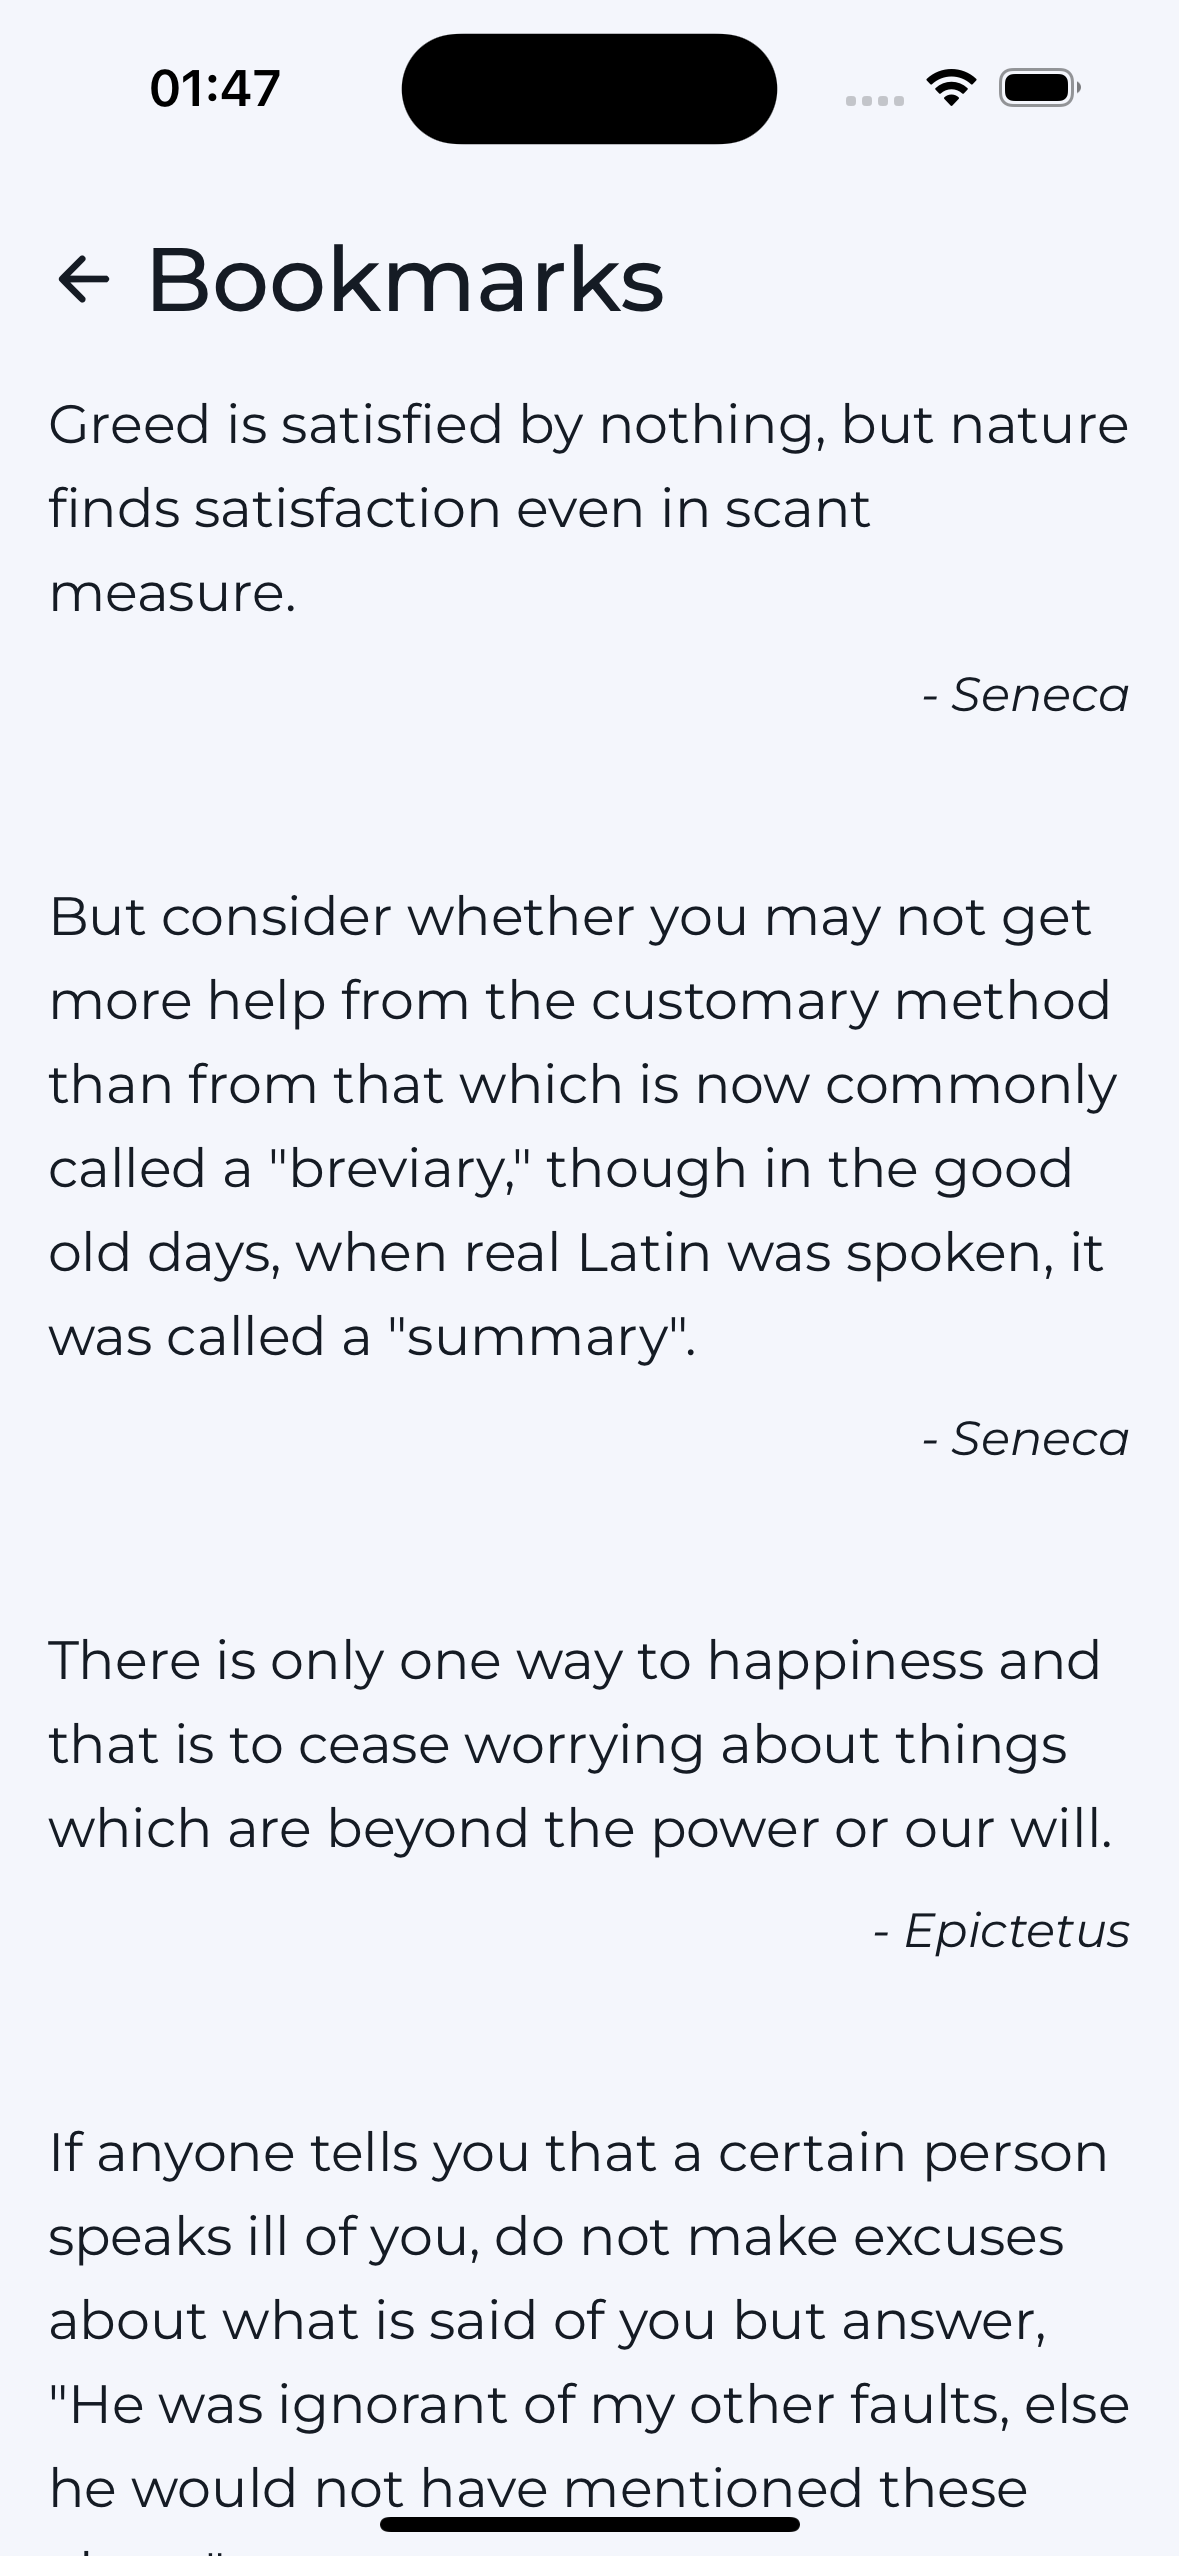 01:47
Bookmarks
Greed is satisfied by nothing, but nature
finds satisfaction even in scant
measure.
- Seneca
But consider whether you may not get
more help from the customary method
than from that which is now commonly
called a "breviary," though in the good
old days, when real Latin was spoken, it
was called a "summary".
- Seneca
There is only one way to happiness and
that is to cease worrying about things
which are beyond the power or our will.
- Epictetus
If anyone tells you that a certain person
speaks ill of you, do not make excuses
about what is said of you but answer,
"He was ignorant of my other faults, else
he would not have mentioned these